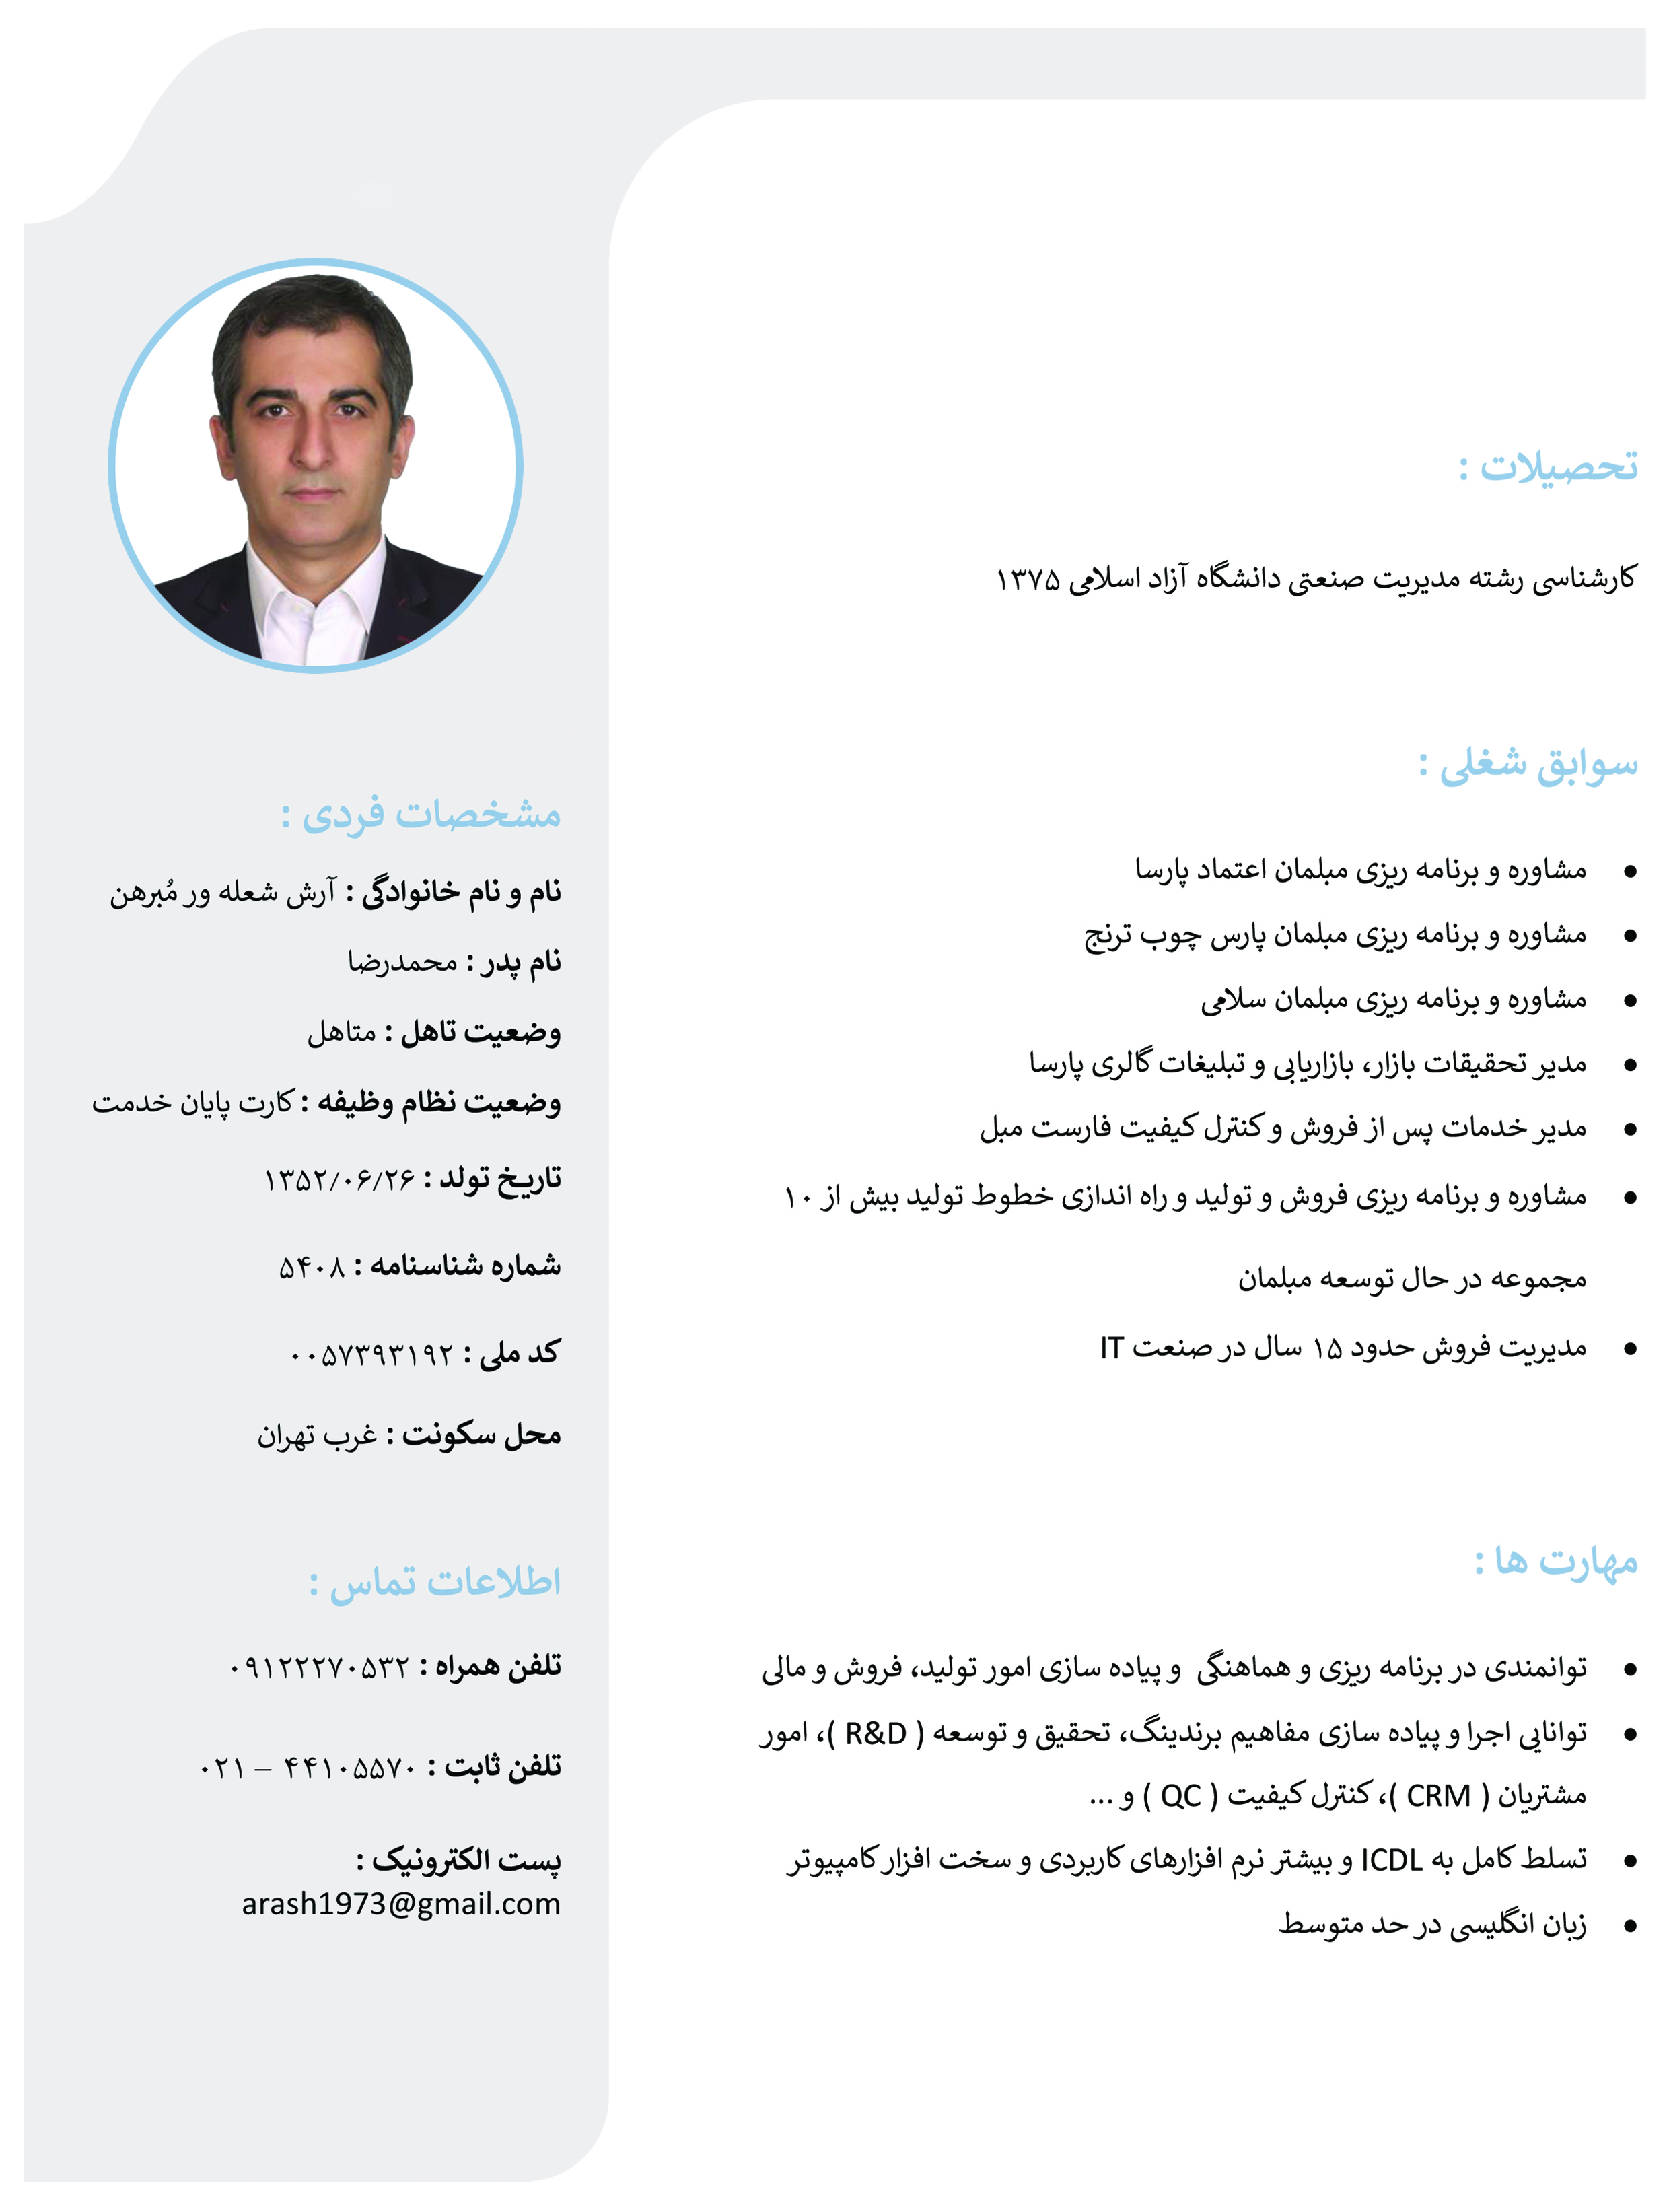 تحصیلات :
کارشناسی رشته مدیریت صنعتی دانشگاه آزاد اسلامی ۱۳۷۵
سوابق شغلی :
• مشاوره و برنامه ریزی مبلمان اعتماد پارسا
• مشاوره و برنامه ریزی مبلمان پارس چوب ترنج
• مشاوره و برنامه ریزی مبلمان سلامی
• مدیر تحقیقات بازار، بازاریابی و تبلیغات گالری پارسا
• مدیر خدمات پس از فروش و کنترل کیفیت فارست مبل
• مشاوره و برنامه ریزی فروش و تولید و راه اندازی خطوط تولید بیش از ۱۰
مجموعه در حال توسعه مبلمان
• مدیریت فروش حدود ۱۵ سال در صنعت IT
مهارت ها :
• توانمندی در برنامه ریزی و هماهنگی و پیاده سازی امور تولید، فروش و مالی
• توانایی اجرا و پیاده سازی مفاهیم برندینگ، تحقیق و توسعه ( R&D )، امور
مشتریان ( CRM )، کنترل کیفیت ( QC ) و ...
• تسلط کامل به ICDL و بیشتر نرم افزارهای کاربردی و سخت افزار کامپیوتر
• زبان انگلیسی در حد متوسط
مشخصات فردی :
نام و نام خانوادگی : آرش شعله ور مُبرهن
نام پدر : محمدرضا
وضعیت تاهل : متاهل
وضعیت نظام وظیفه : کارت پایان خدمت
تاریخ تولد : ۱۳۵۲/۰۶/۲۶
شماره شناسنامه : ۵۴۰۸
کد ملی : ۰۰۵۷۳۹۳۱۹۲
محل سکونت : غرب تهران
اطلاعات تماس :
تلفن همراه : ۰۹۱۲۲۲۷۰۵۳۲
تلفن ثابت : ۴۴۱۰۵۵۷۰ – ۰۲۱
پست الکترونیک :
arash1973@gmail.com